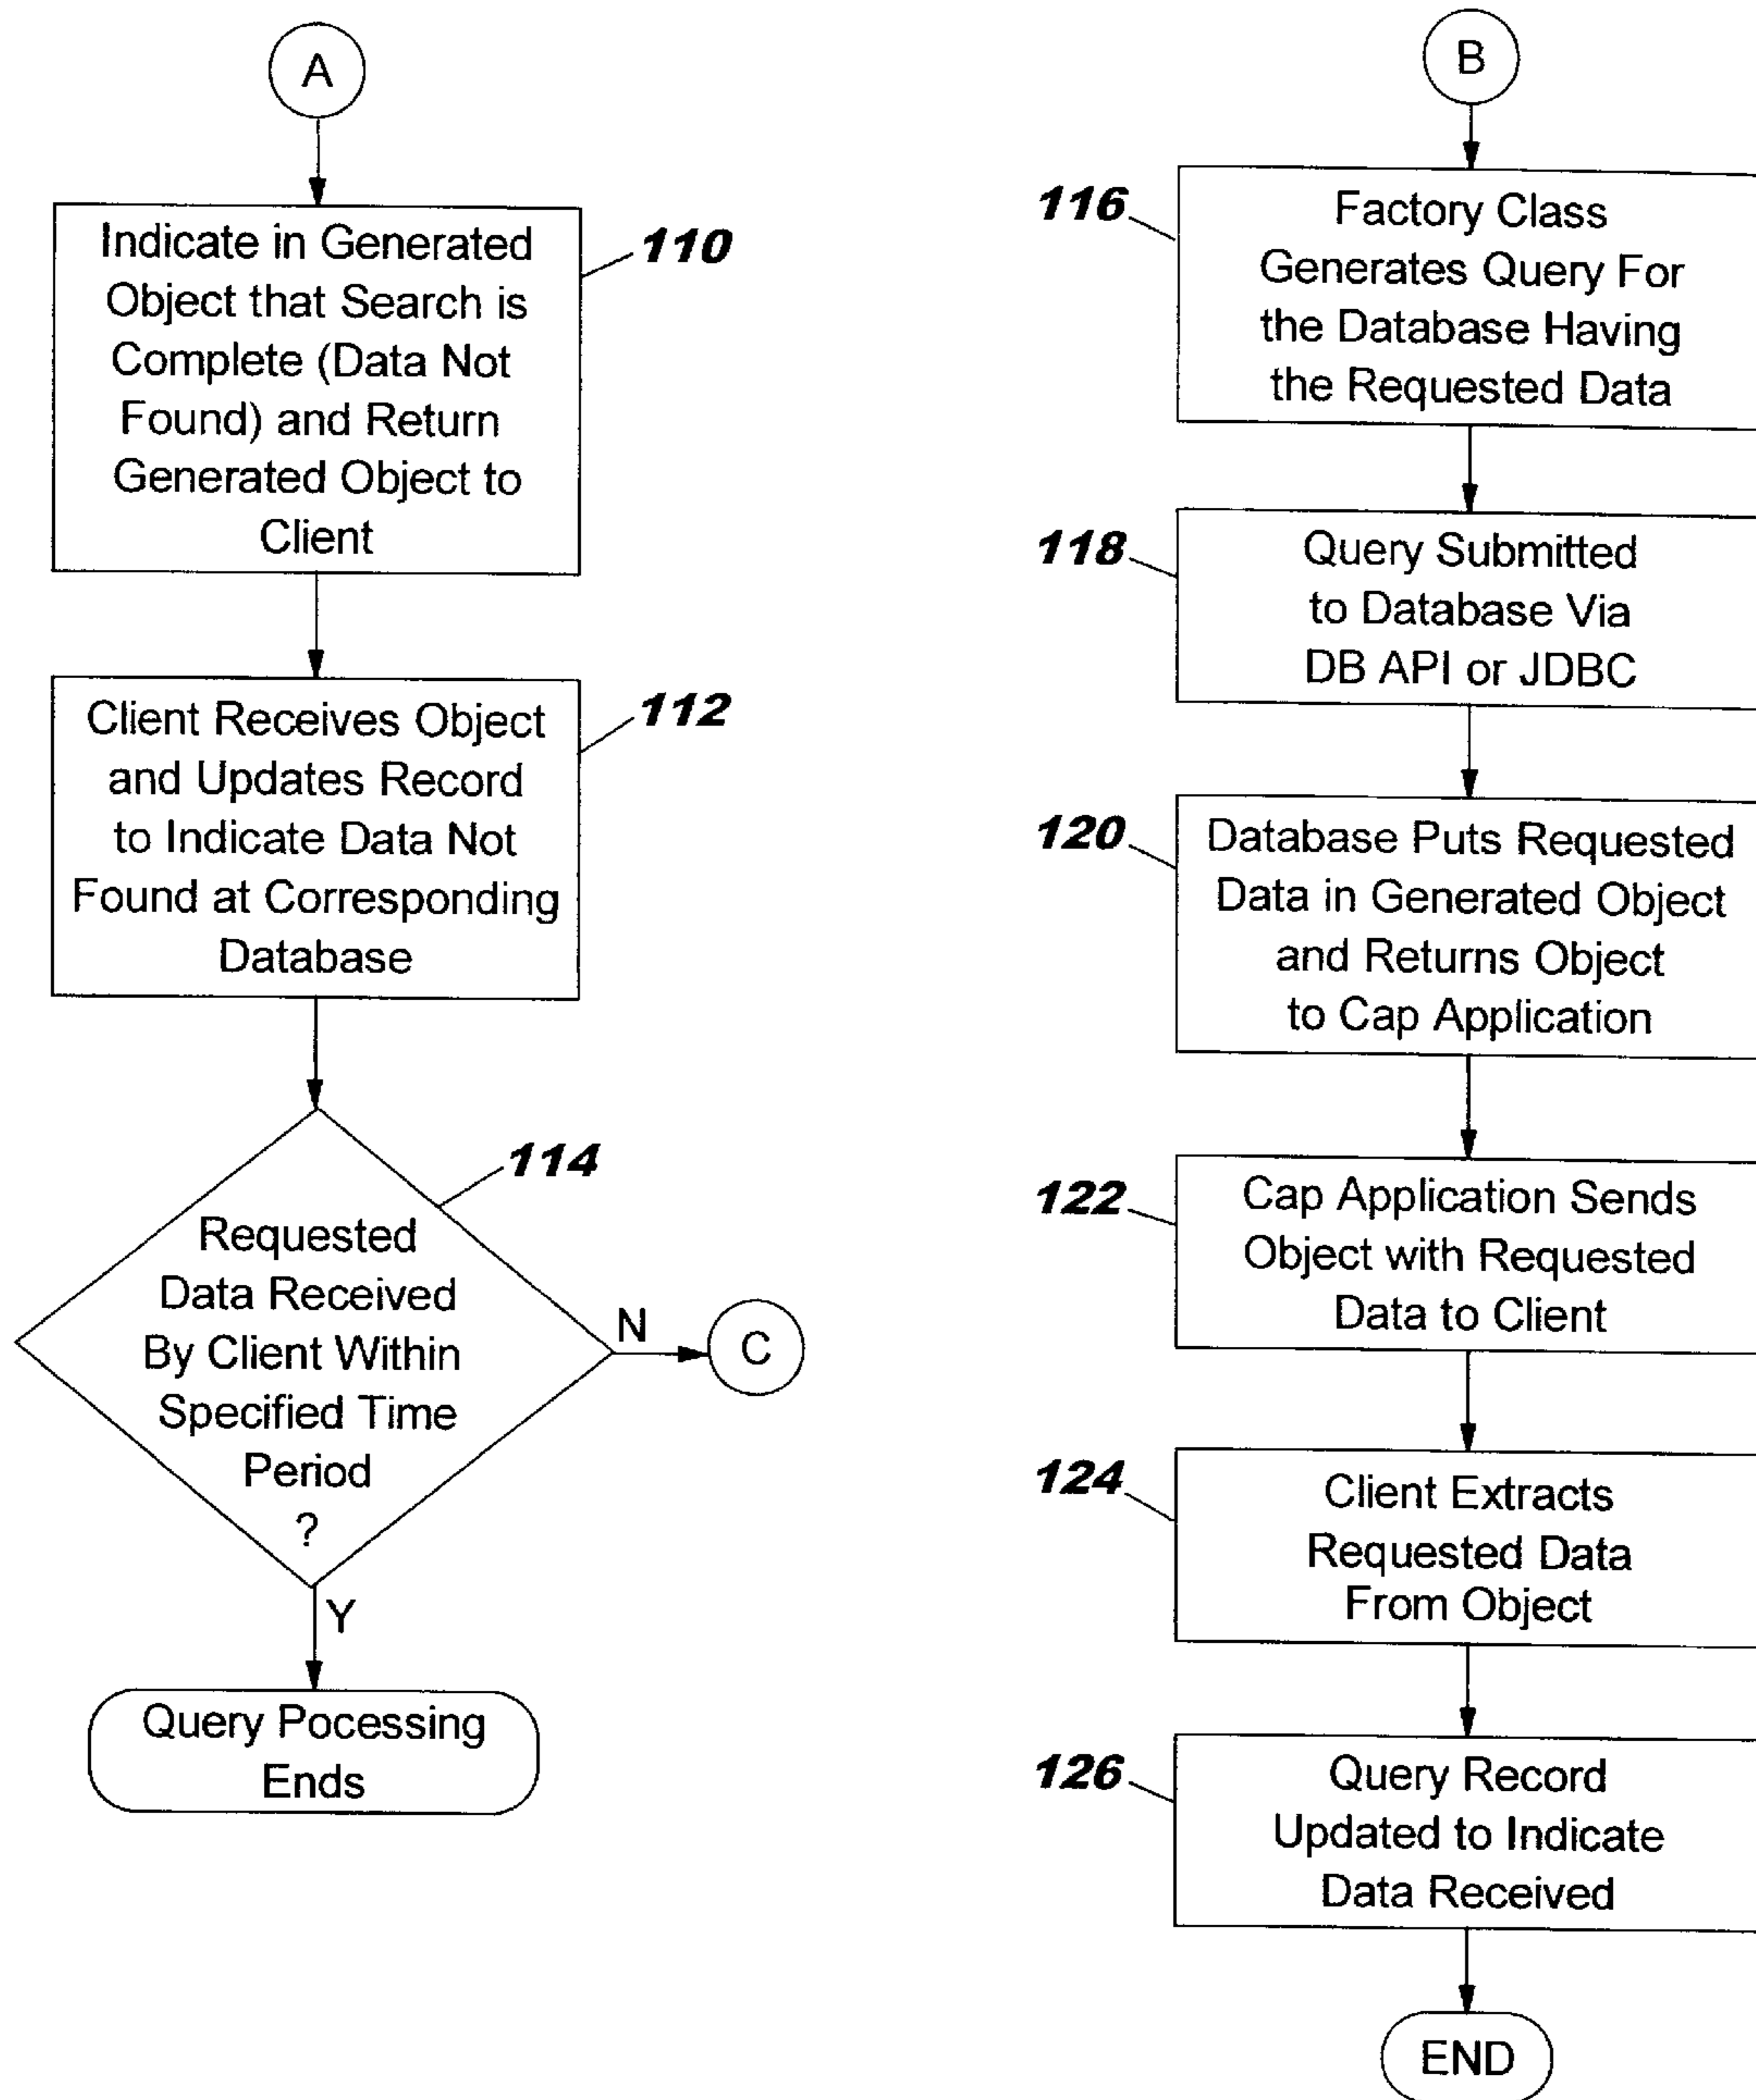 A
Indicate in Generated
Object that Search is
Complete (Data Not
Found) and Return
Generated Object to
Client
110
Client Receives Object
and Updates Record
to Indicate Data Not
Found at Corresponding
Database
112
114
Requested
Data Received
By Client Within
Specified Time
Period
?
N
C
Y
Query Pocessing
Ends
B
116
Factory Class
Generates Query For
the Database Having
the Requested Data
118
Query Submitted
to Database Via
DB API or JDBC
120
Database Puts Requested
Data in Generated Object
and Returns Object
to Cap Application
122
Cap Application Sends
Object with Requested
Data to Client
124
Client Extracts
Requested Data
From Object
126
Query Record
Updated to Indicate
Data Received
END